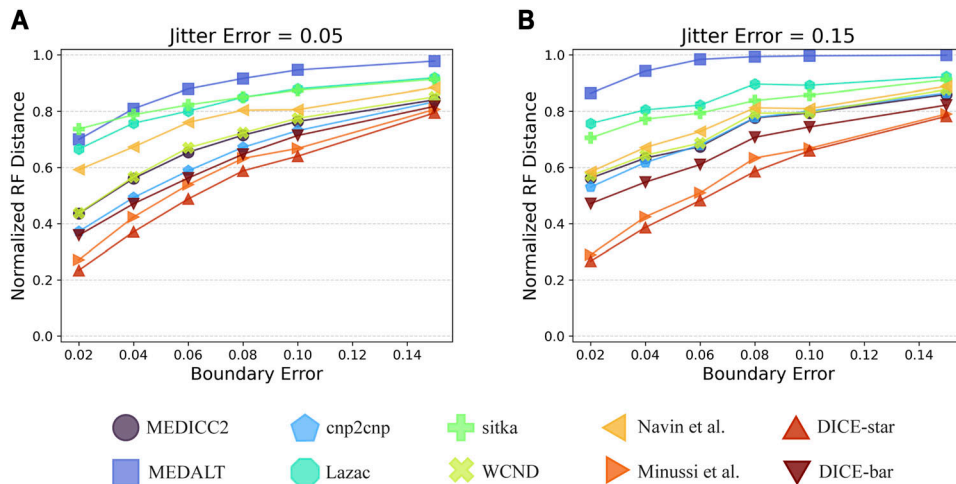 A
B
Jitter Error = 0.05
Jitter Error = 0.15
Normalized RF Distance
1.0
0.8
0.6
0.4
0.2
0.0
0.02 0.04 0.06 0.08 0.10 0.12 0.14
Boundary Error
Normalized RF Distance
1.0
0.8
0.6
0.4
0.2
0.0
0.02 0.04 0.06 0.08 0.10 0.12 0.14
Boundary Error
MEDICC2 cnp2cnp sitka Navin et al. DICE-star
MEDALT Lazac WCND Minussi et al. DICE-bar